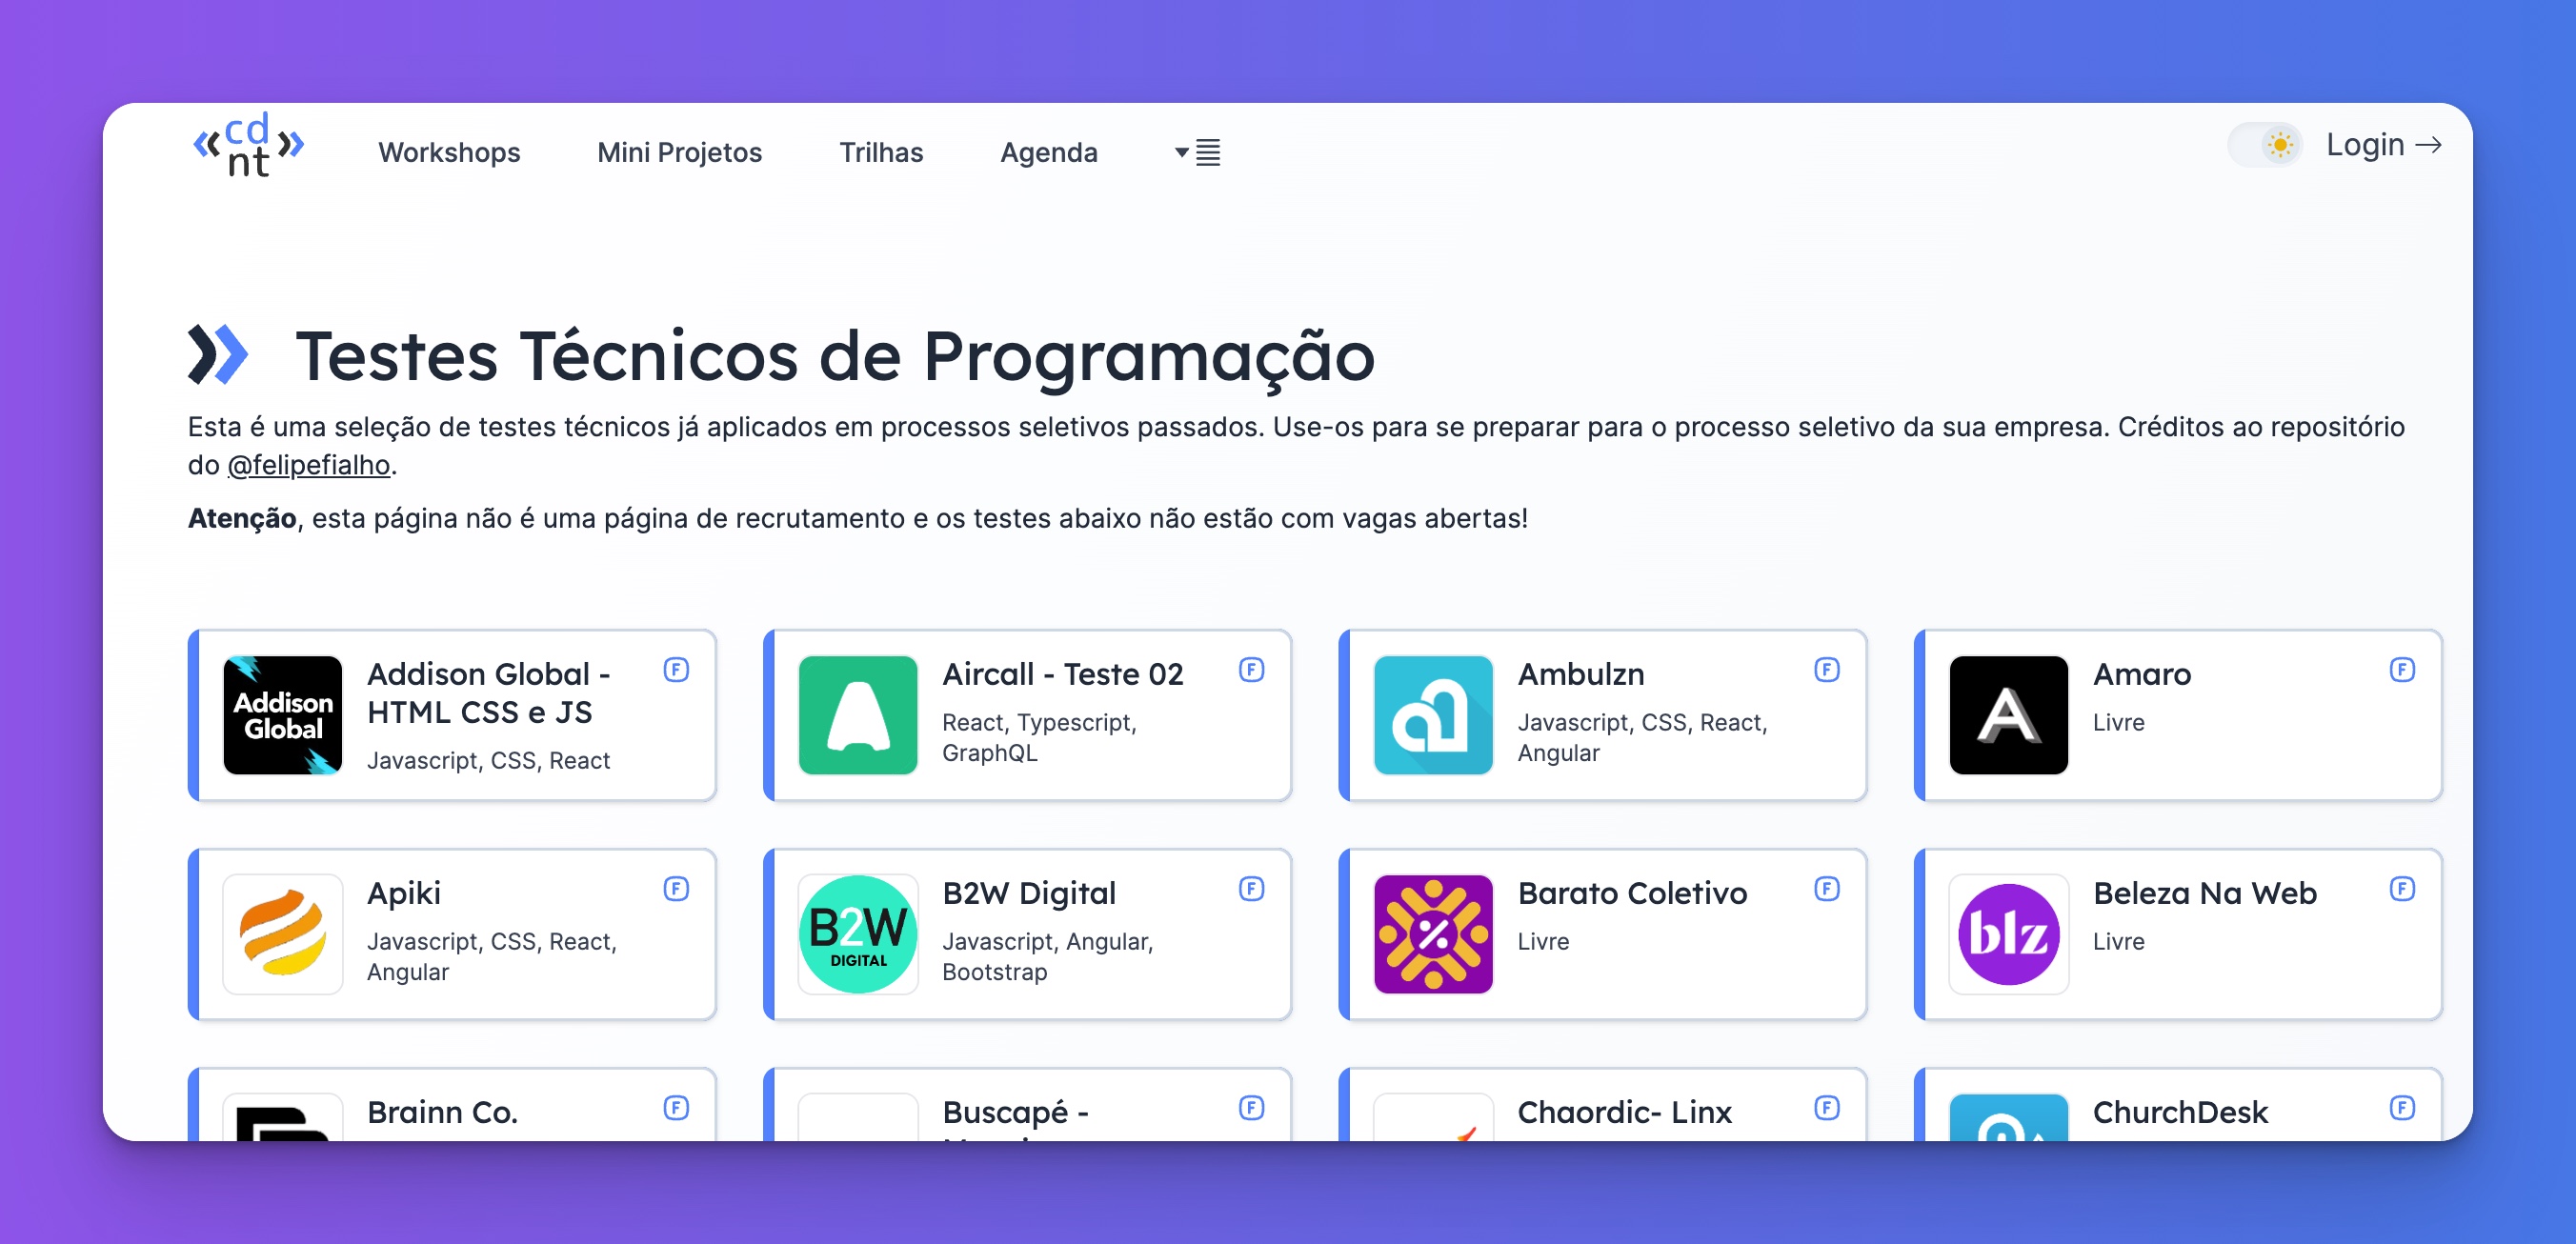 cd
nt
Workshops
Mini Projetos
Trilhas
Agenda
Login
Testes Técnicos de Programação
Esta é uma seleção de testes técnicos já aplicados em processos seletivos passados. Use-os para se preparar para o processo seletivo da sua empresa. Créditos ao repositório
do @felipefialho.
Atenção, esta página não é uma página de recrutamento e os testes abaixo não estão com vagas abertas!
Addison
Global
Addison Global -
HTML CSS e JS
F
Javascript, CSS, React
Aircall - Teste 02
F
React, Typescript,
GraphQL
Ambulzn
F
Javascript, CSS, React,
Angular
A
Amaro
F
Livre
Apiki
F
Javascript, CSS, React,
Angular
B2W
DIGITAL
B2W Digital
F
Javascript, Angular,
Bootstrap
%
Barato Coletivo
F
Livre
blz
Beleza Na Web
F
Livre
Brainn Co.
F
Buscapé -
F
Chaordic- Linx
F
ChurchDesk
F